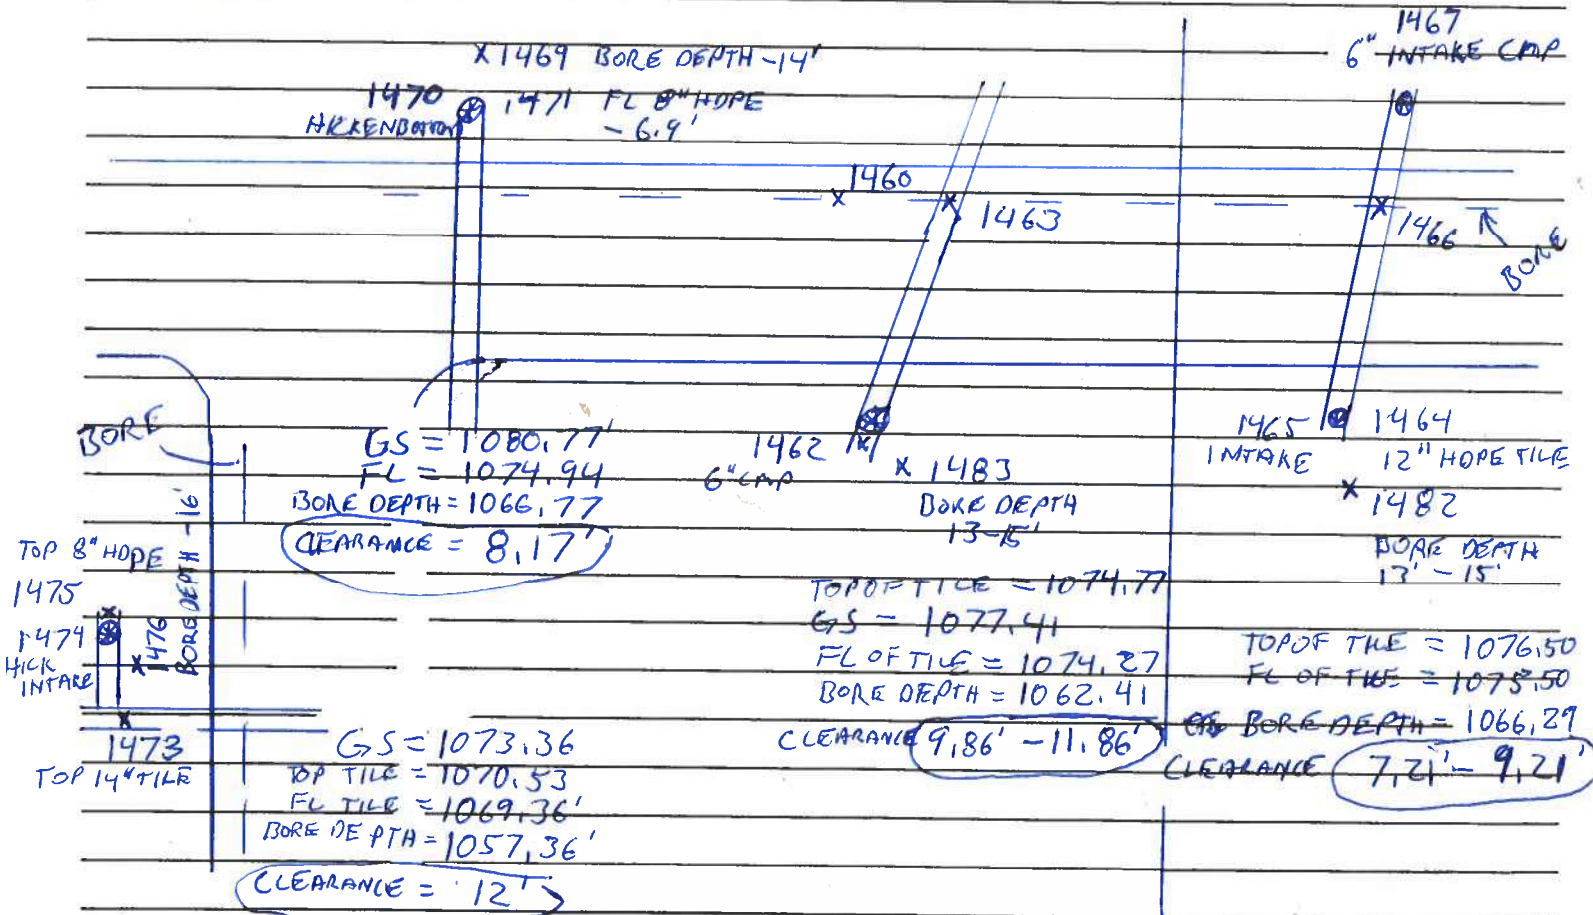 1467
6" INTAKE CMP
X1469 BORE DEPTH -14'
1470
HICKENBOTTOM
1471 FL 8" HDPE
- 6.9'
1460
1463
1466
BORE
BORE
GS = 1080.77'
FL = 1074.94
BORE DEPTH = 1066.77
CLEARANCE = 8.17'
1462
6" CMP
x 1483
BORE DEPTH
13-15'
1465
INTAKE
1464
12" HDPE TILE
x 1482
BORE DEPTH
13' - 15'
TOP 8" HDPE
1475
1474
HICK
INTAKE
1476
BORE DEPTH -16'
1473
TOP 14" TILE
GS = 1073.36
TOP TILE = 1070.53
FL TILE = 1069.36'
BORE DEPTH = 1057.36'
CLEARANCE = 12'
TOP OF TILE = 1074.77
GS = 1077.41
FL OF TILE = 1074.27
BORE DEPTH = 1062.41
CLEARANCE 9.86' - 11.86'
TOP OF TILE = 1076.50
FL OF TILE = 1075.50
BORE DEPTH = 1066.29
CLEARANCE 7.21' - 9.21'